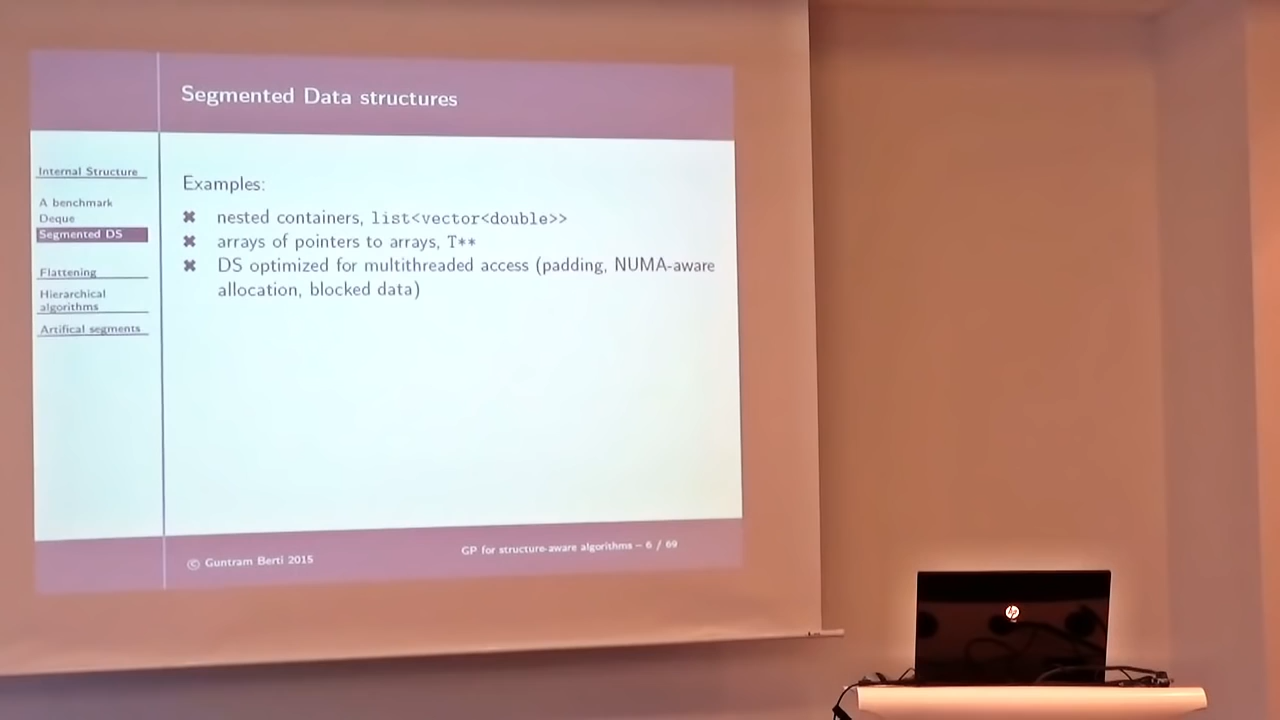 Segmented Data structures
Internal Structure
A benchmark
Deque
Segmented DS
Flattening
Hierarchical
algorithms
Artifical segments
Examples:
✖ nested containers, list<vector<double>>
✖ arrays of pointers to arrays, T**
✖ DS optimized for multithreaded access (padding, NUMA-aware
allocation, blocked data)
© Guntram Berti 2015
GP for structure-aware algorithms – 6 / 69
hp